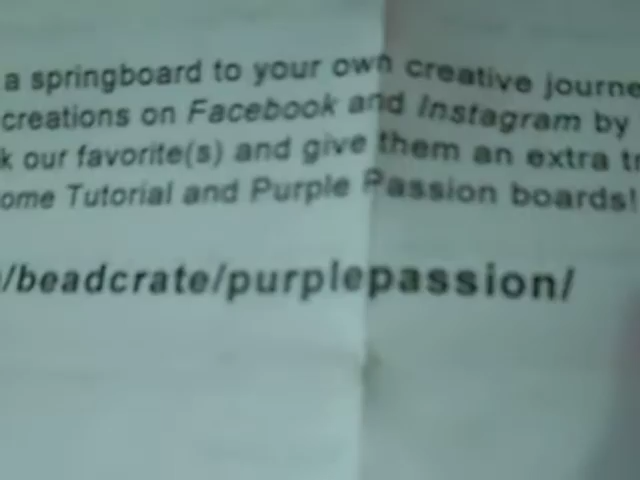 a springboard to your own creative journe
creations on Facebook and Instagram by
k our favorite(s) and give them an extra tr
ome Tutorial and Purple Passion boards!
/beadcrate/purplepassion/